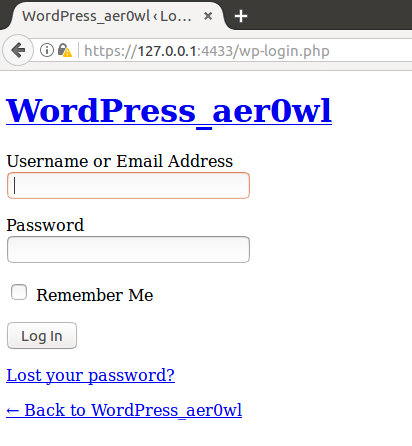 WordPress_aer0wl ‹ Lo...
https://127.0.0.1:4433/wp-login.php
WordPress_aer0wl
Username or Email Address
Password
Remember Me
Log In
Lost your password?
← Back to WordPress_aer0wl